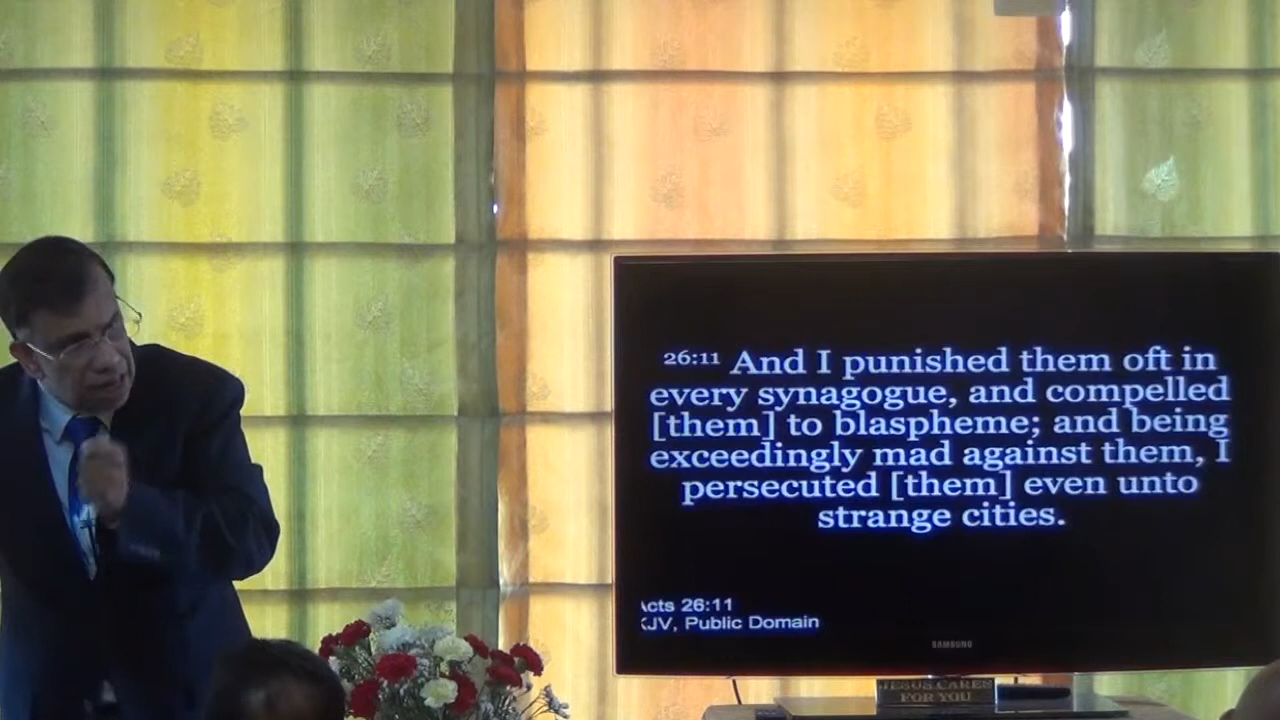 26:11 And I punished them oft in
every synagogue, and compelled
[them] to blaspheme; and being
exceedingly mad against them, I
persecuted [them] even unto
strange cities.
Acts 26:11
KJV, Public Domain
SAMSUNG
JESUS CARES
FOR YOU